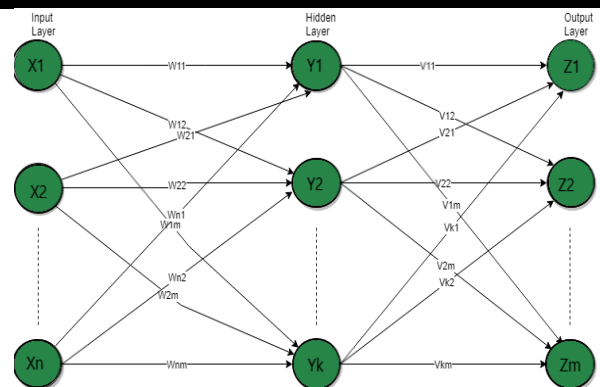 Input
Layer
Hidden
Layer
Output
Layer
X1
W11
Y1
V11
Z1
W12
W21
V12
V21
X2
W22
Y2
V22
Z2
Wn1
W1m
V1m
Vk1
Wn2
W2m
V2m
Vk2
Xn
Wnm
Yk
Vkm
Zm